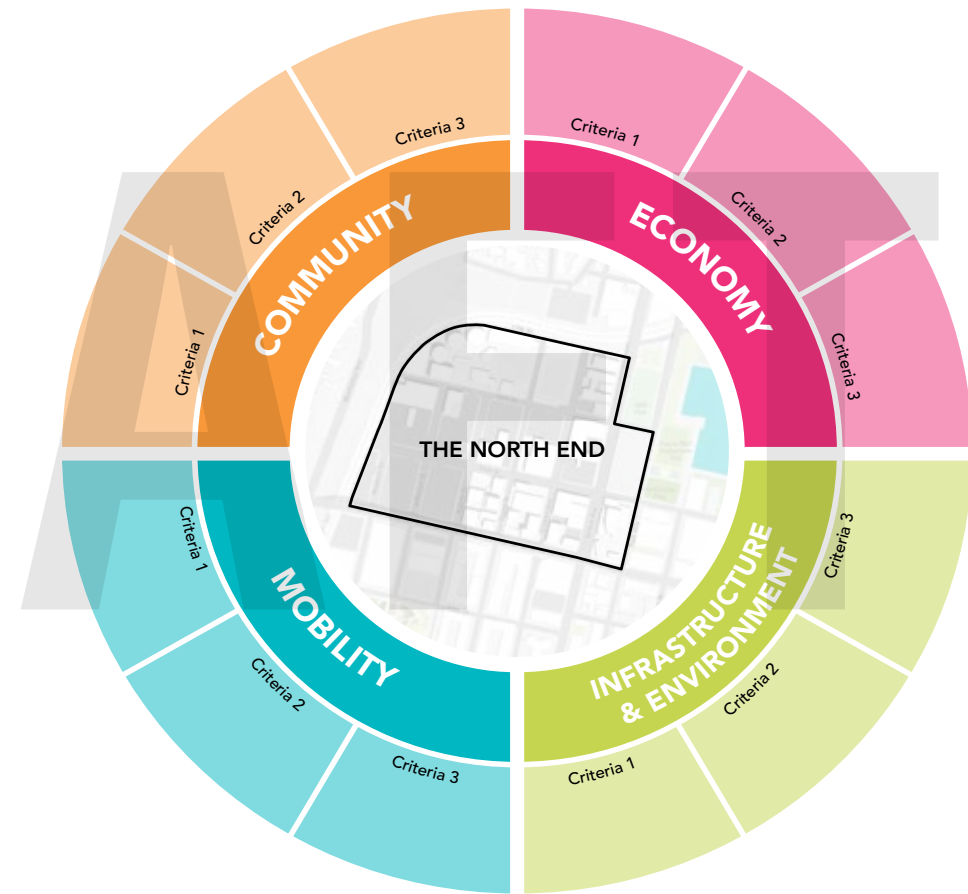 Criteria 3
Criteria 1
Criteria 2
Criteria 2
COMMUNITY
ECONOMY
Criteria 1
Criteria 3
THE NORTH END
AFT
Criteria 1
Criteria 3
MOBILITY
INFRASTRUCTURE
& ENVIRONMENT
Criteria 2
Criteria 2
Criteria 3
Criteria 1